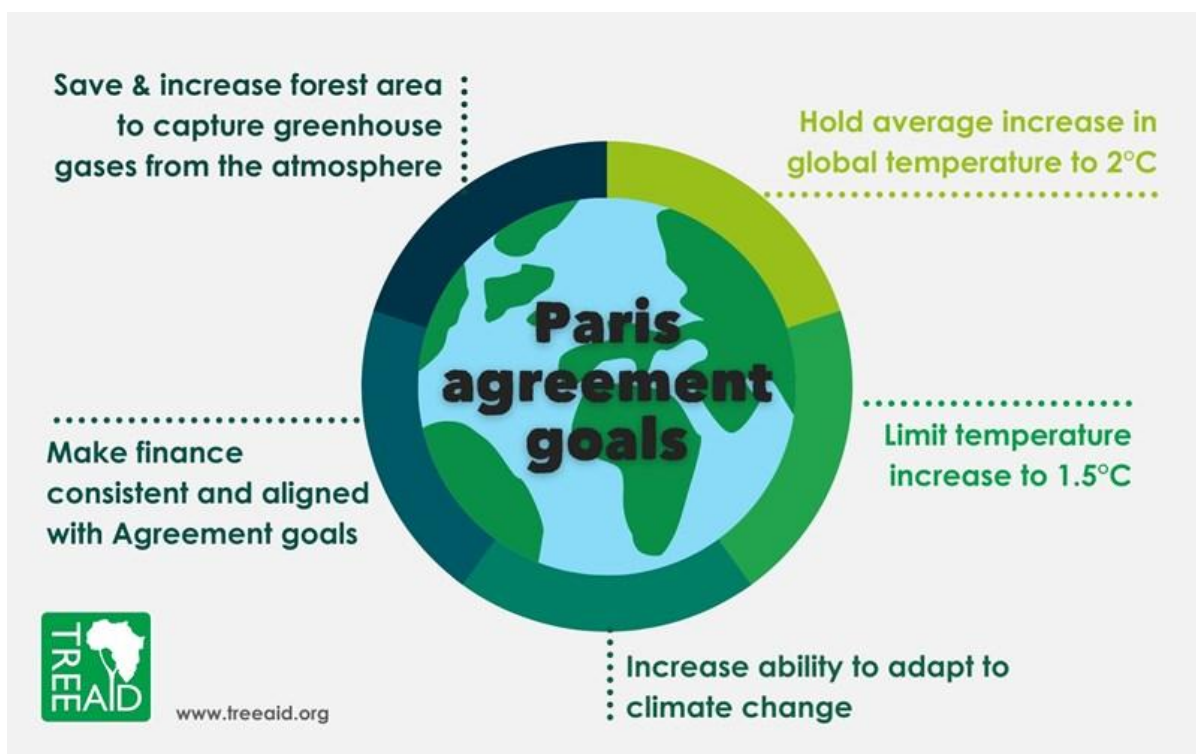 Save & increase forest area
to capture greenhouse
gases from the atmosphere
Hold average increase in
global temperature to 2°C
Paris
agreement
goals
Limit temperature
increase to 1.5°C
Make finance
consistent and aligned
with Agreement goals
Increase ability to adapt to
climate change
TREE
AID
www.treeaid.org